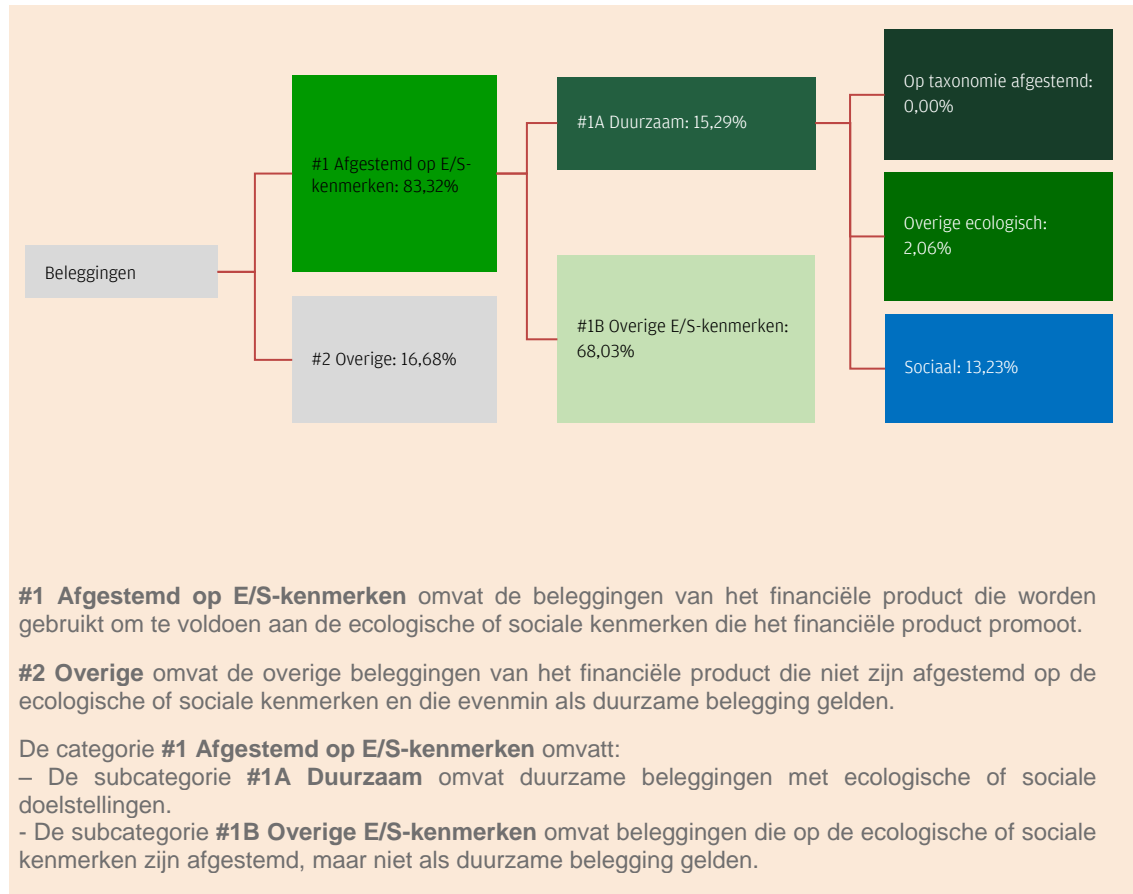 Beleggingen
#1 Afgestemd op E/S-
kenmerken: 83,32%
#2 Overige: 16,68%
#1A Duurzaam: 15,29%
#1B Overige E/S-kenmerken:
68,03%
Op taxonomie afgestemd:
0,00%
Overige ecologisch:
2,06%
Sociaal: 13,23%
#1 Afgestemd op E/S-kenmerken omvat de beleggingen van het financiële product die worden
gebruikt om te voldoen aan de ecologische of sociale kenmerken die het financiële product promoot.
#2 Overige omvat de overige beleggingen van het financiële product die niet zijn afgestemd op de
ecologische of sociale kenmerken en die evenmin als duurzame belegging gelden.
De categorie #1 Afgestemd op E/S-kenmerken omvatt:
– De subcategorie #1A Duurzaam omvat duurzame beleggingen met ecologische of sociale
doelstellingen.
- De subcategorie #1B Overige E/S-kenmerken omvat beleggingen die op de ecologische of sociale
kenmerken zijn afgestemd, maar niet als duurzame belegging gelden.